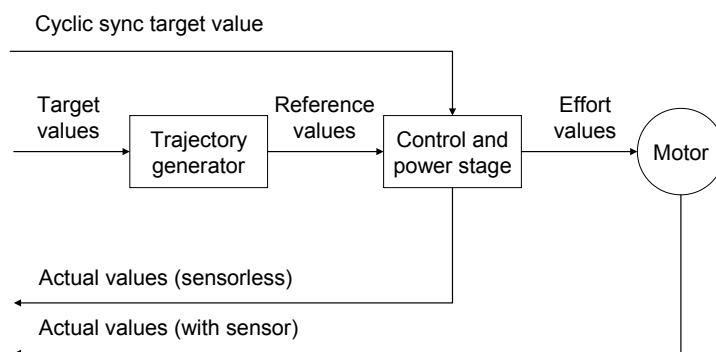 Cyclic sync target value
Target
values
Trajectory
generator
Reference
values
Control and
power stage
Effort
values
Motor
Actual values (sensorless)
Actual values (with sensor)